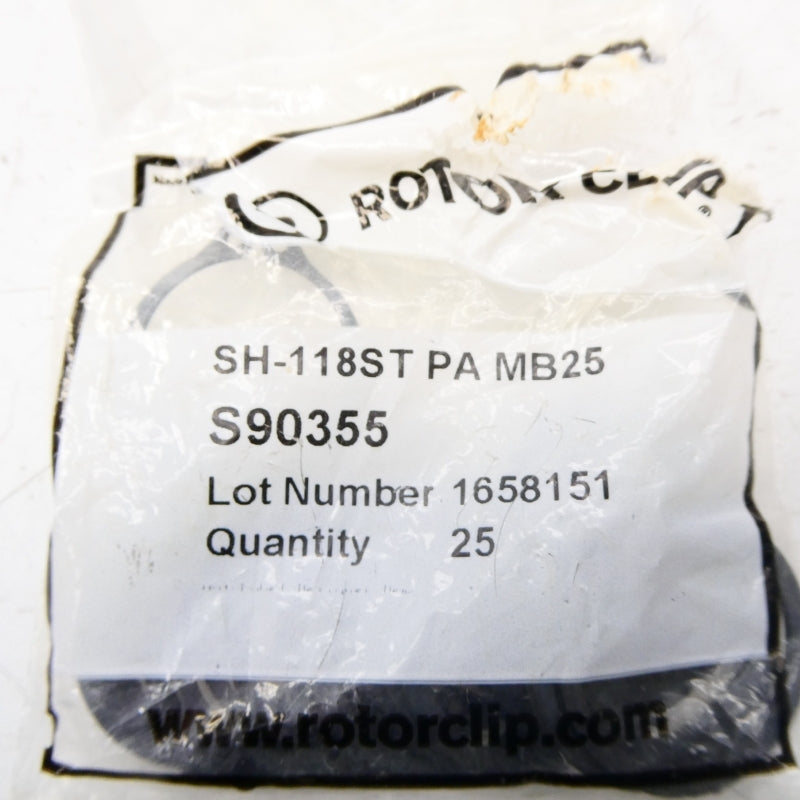 ROTOR CLIP
SH-118ST PA MB25
S90355
Lot Number 1658151
Quantity 25
www.rotorclip.com